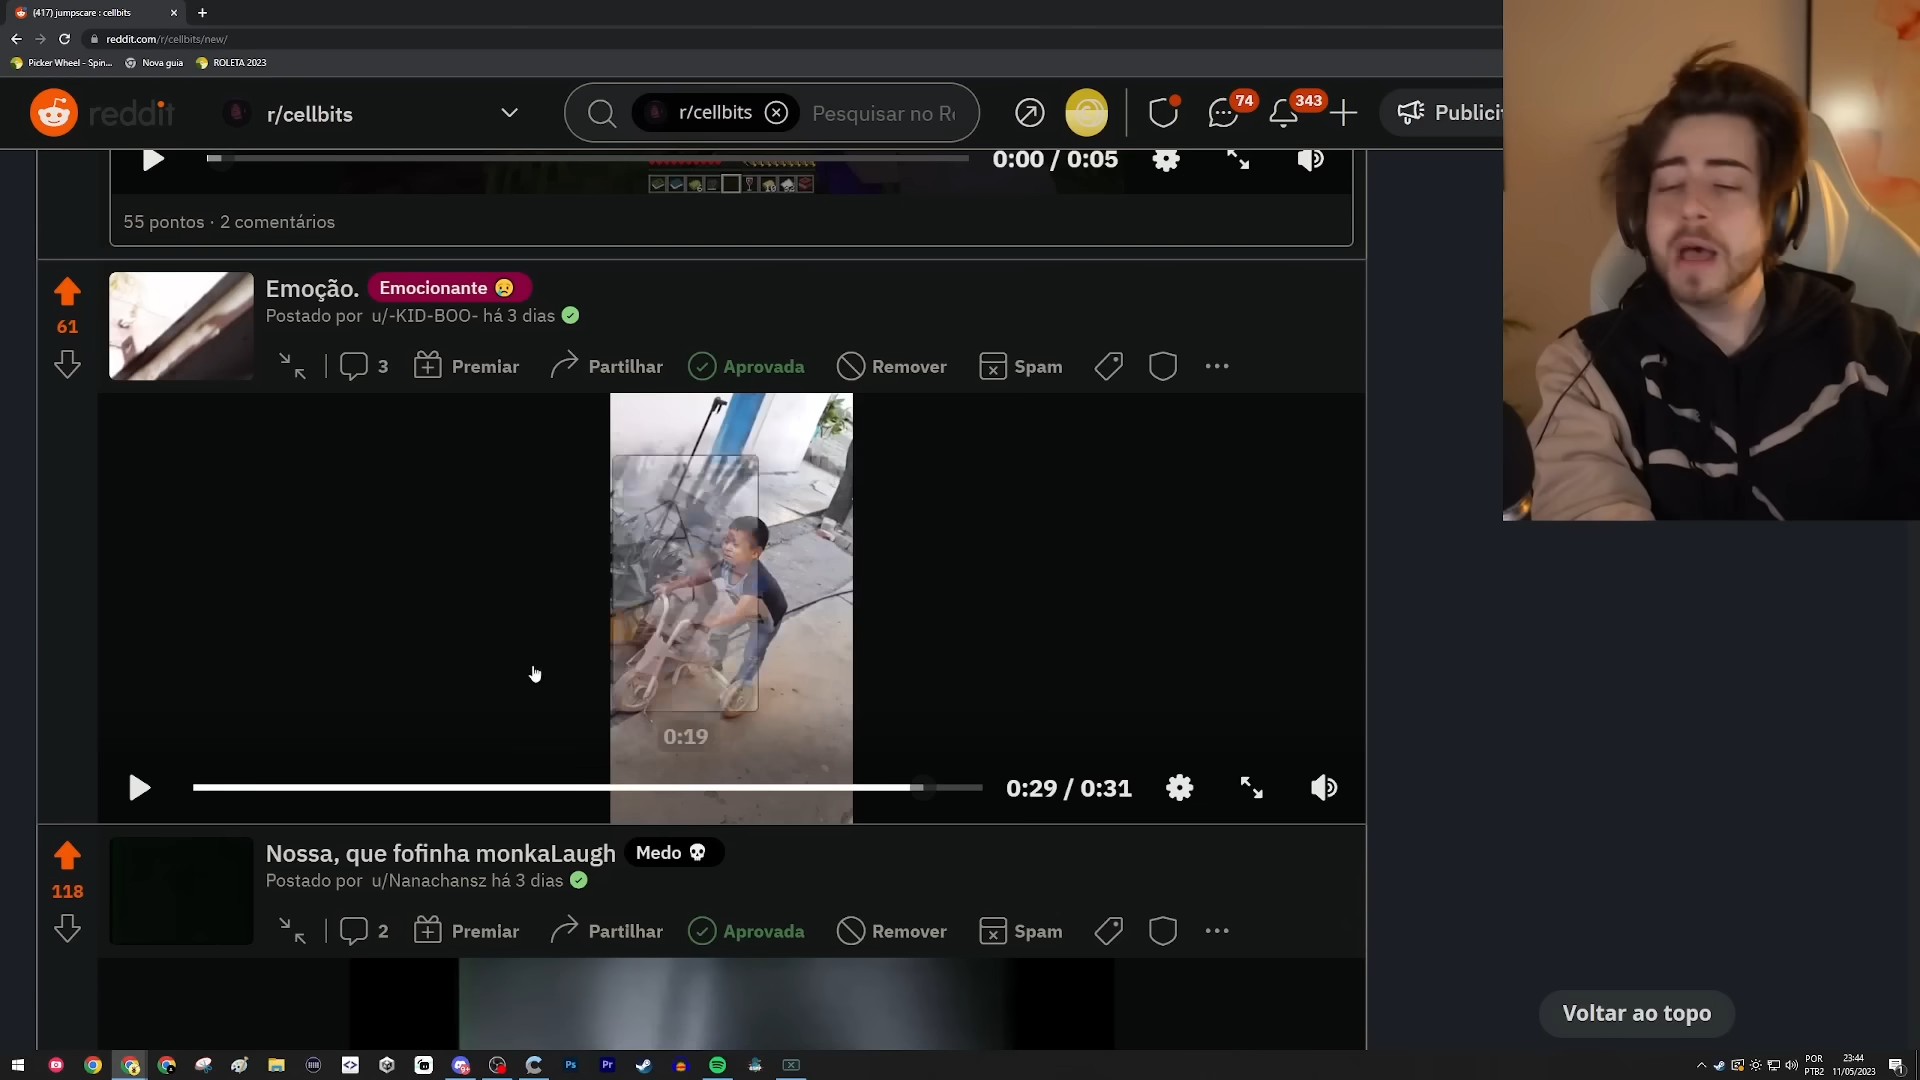 (417) jumpscare : cellbits
reddit.com/r/cellbits/new/
Picker Wheel - Spin... Nova guia ROLETA 2023
reddit r/cellbits r/cellbits Pesquisar no R 74 343 Publici
0:00 / 0:05
55 pontos · 2 comentários
Emoção. Emocionante
61 Postado por u/-KID-BOO- há 3 dias
3 Premiar Partilhar Aprovada Remover Spam
0:19
0:29 / 0:31
Nossa, que fofinha monkaLaugh Medo
118 Postado por u/Nanachansz há 3 dias
2 Premiar Partilhar Aprovada Remover Spam
Voltar ao topo
Ps Pr
POR 23:44
PTB2 11/05/2023